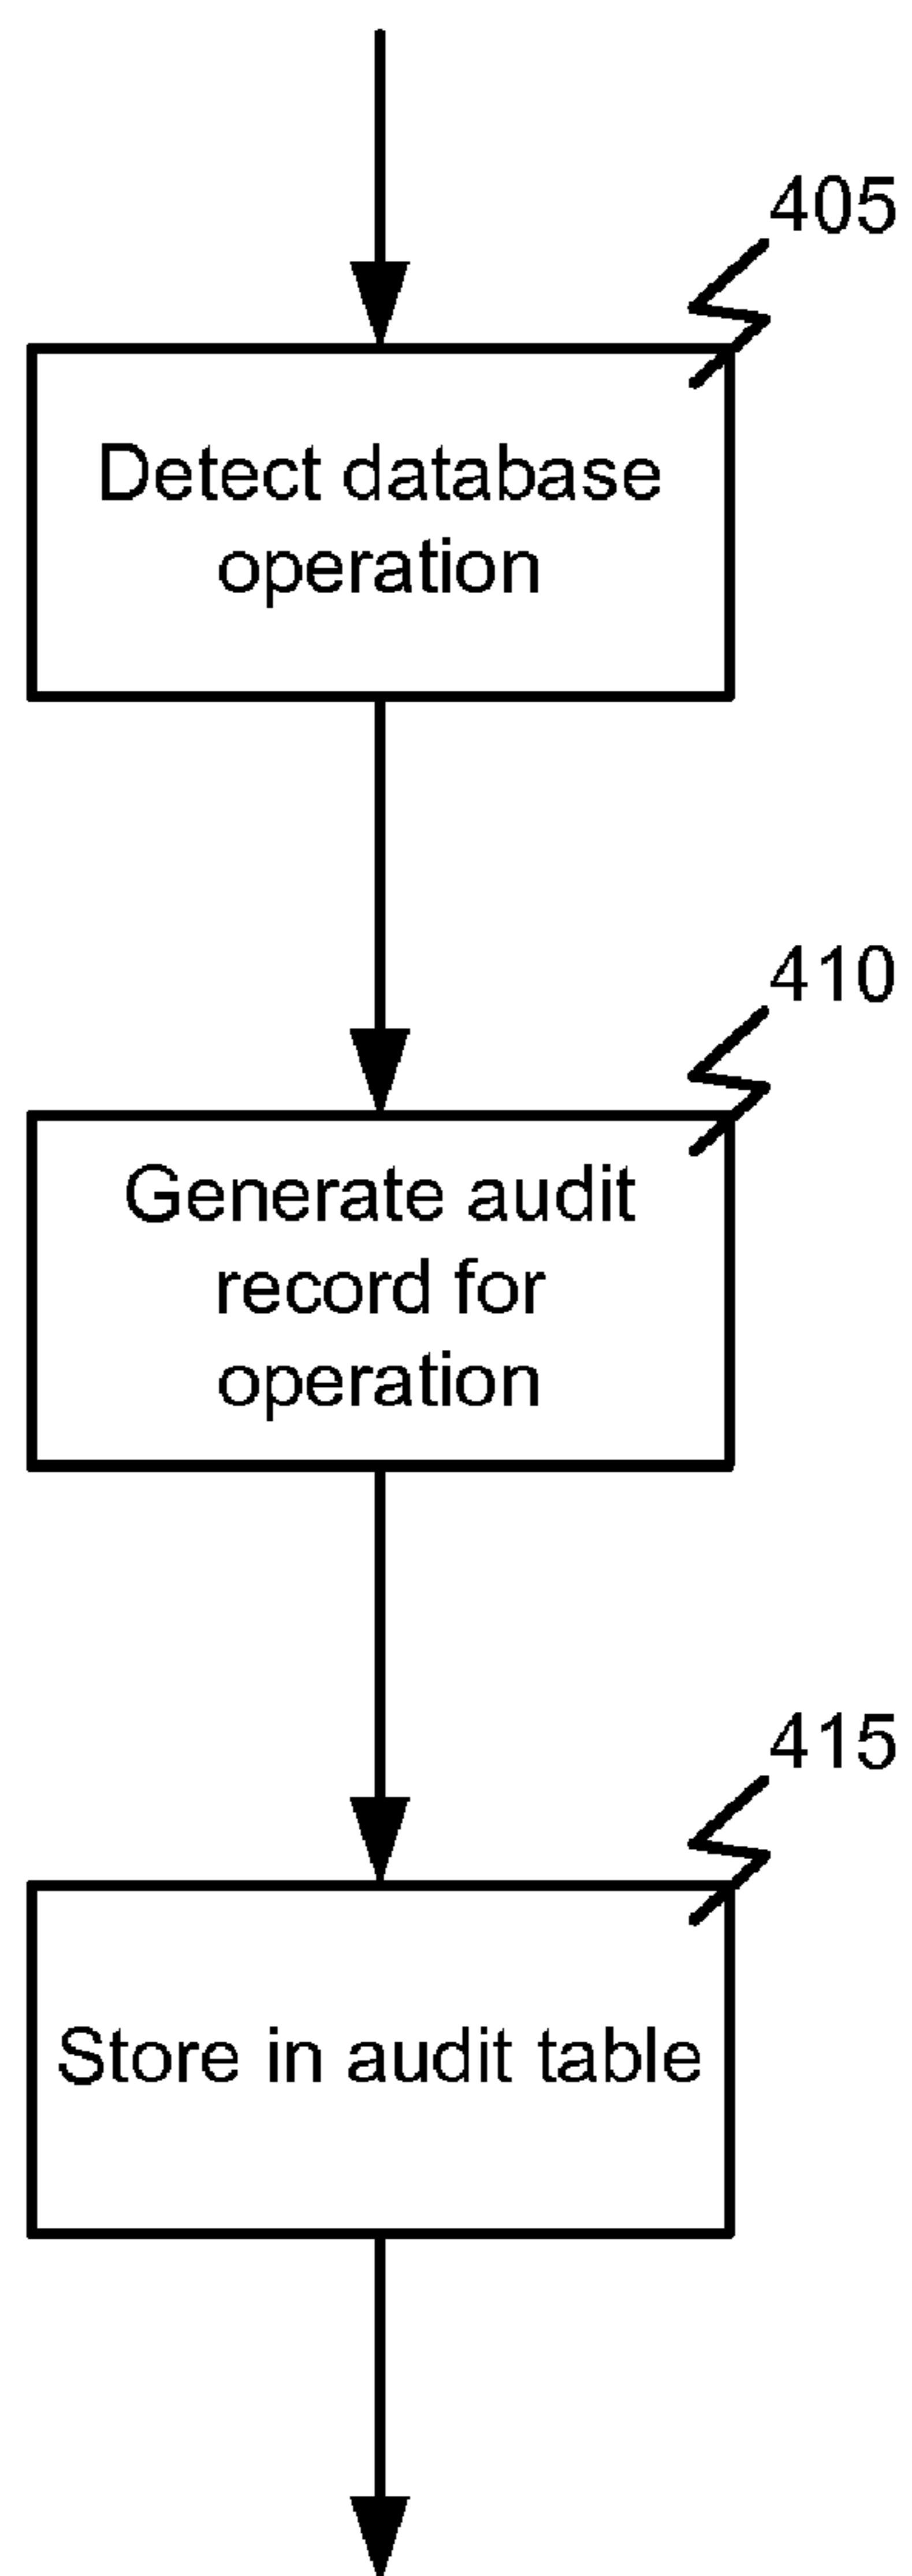 405
Detect database
operation
410
Generate audit
record for
operation
415
Store in audit table